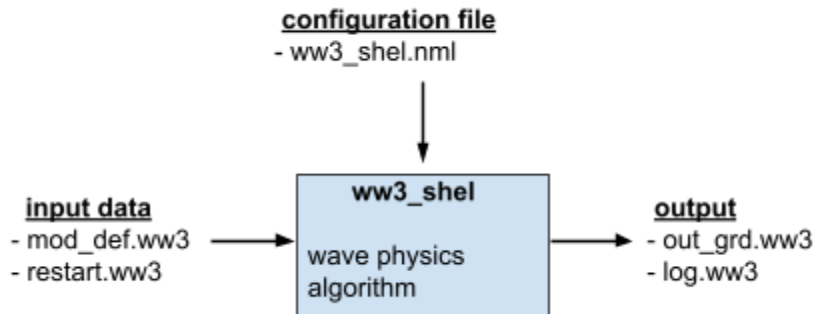 configuration file
- ww3_shel.nml
ww3_shel
wave physics
algorithm
input data
- mod_def.ww3
- restart.ww3
output
- out_grd.ww3
- log.ww3